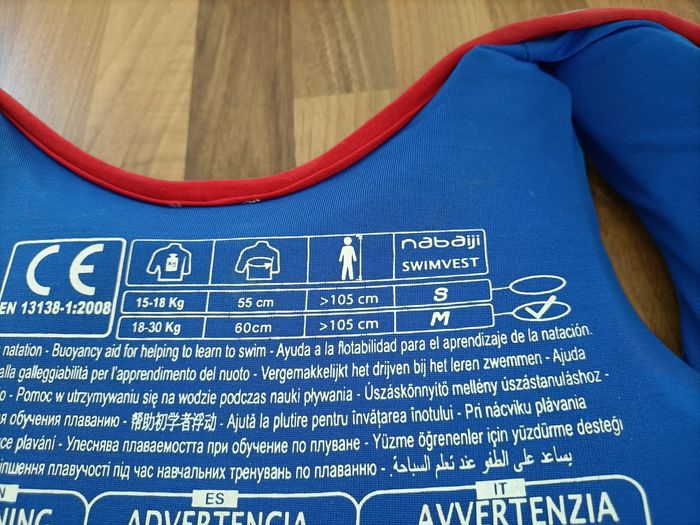 CE
EN 13138-1:2008
KG
nabaiji
SWIMVEST
15-18 Kg 55 cm >105 cm S
18-30 Kg 60cm >105 cm M
natation - Buoyancy aid for helping to learn to swim - Ayuda a la flotabilidad para el aprendizaje de la natación.
alla galleggiabilità per l'apprendimento del nuoto - Vergemakkelijkt het drijven bij het leren zwemmen - Ajuda
- Pomoc w utrzymywaniu się na wodzie podczas nauki pływania - Úszáskönnyítő mellény úszástanuláshoz -
обучения плаванию - 帮助初学者浮动 - Ajută la plutire pentru învățarea înotului - Pri nácviku plávania
plavání - Улеснява плаваемостта при обучение по плуване - Yüzme öğrenenler için yüzdürme desteği
плавучості під час навчальних тренувань по плаванню - يساعد على الطفو عند تعلم السباحة.
ES
IT
ADVERTENCIA
AVVERTENZIA